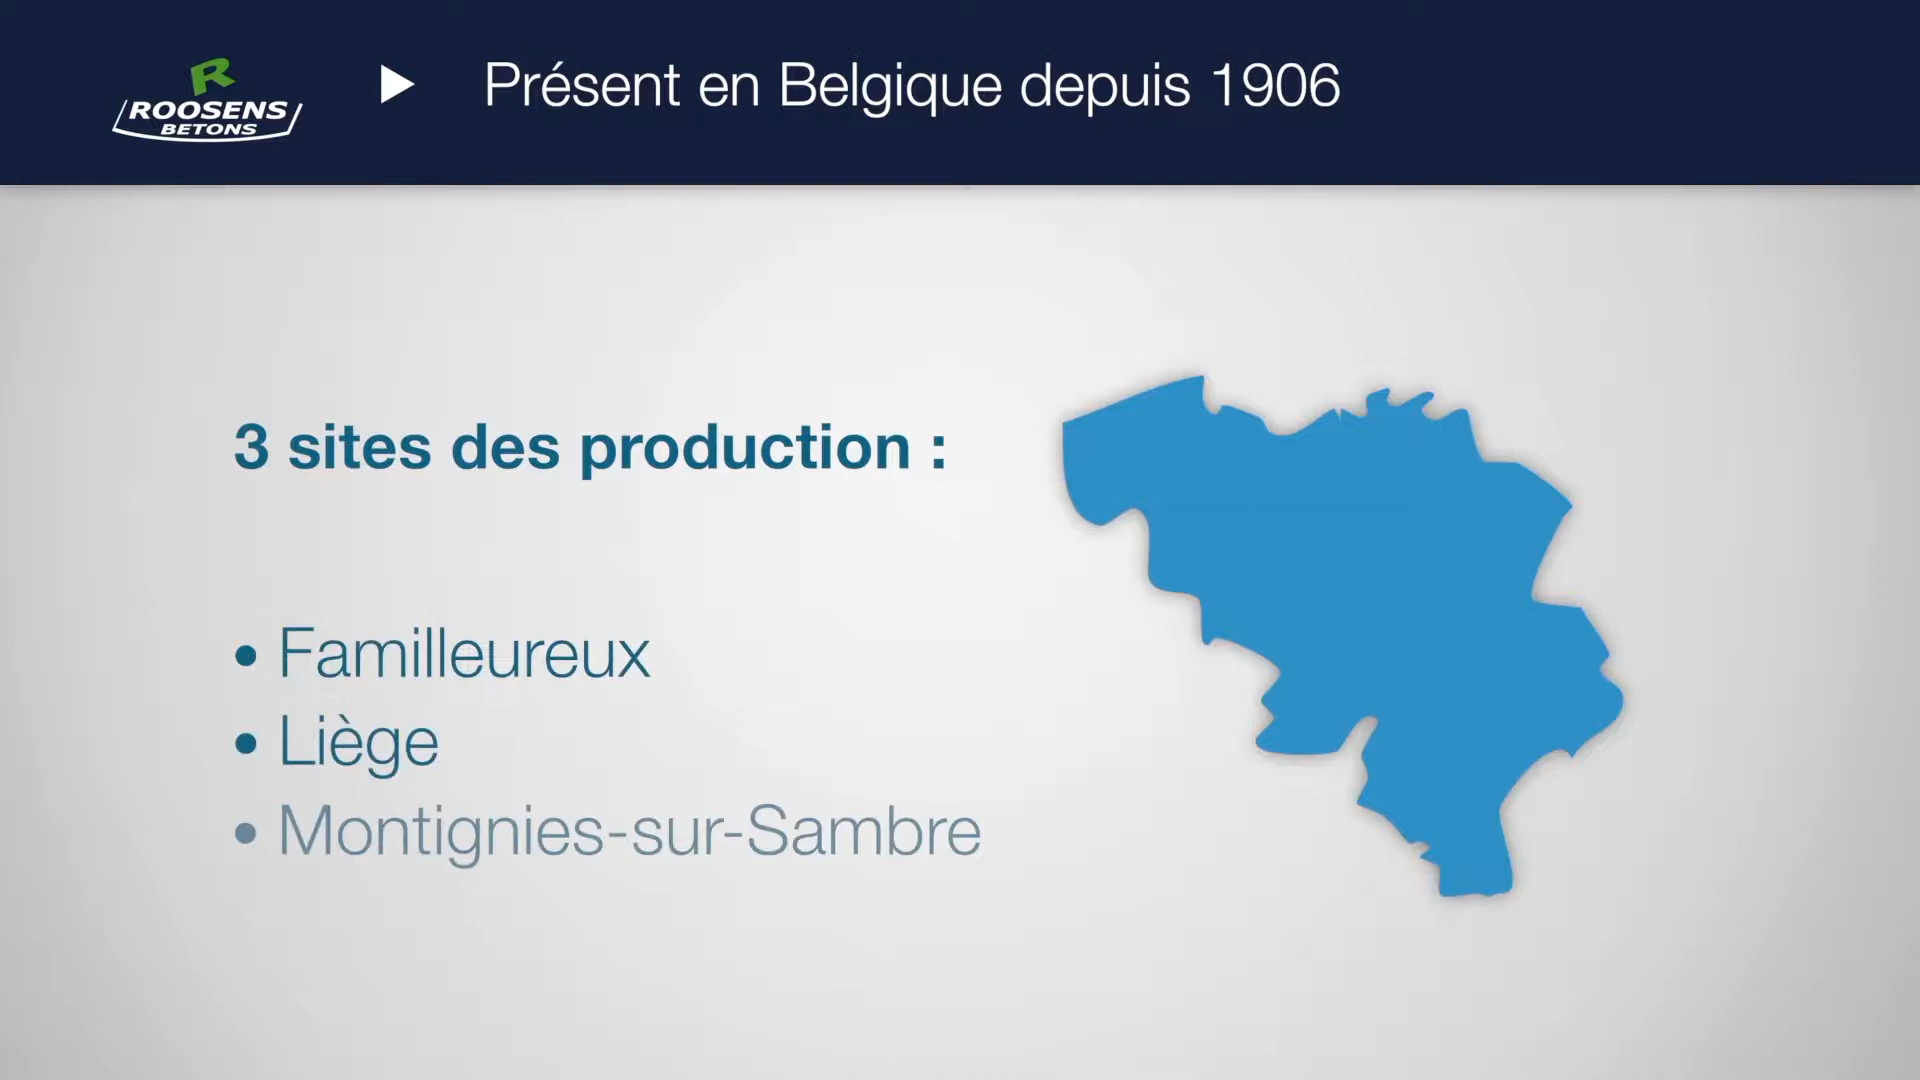 R
ROOSENS
BETONS
Présent en Belgique depuis 1906
3 sites des production :
• Familleureux
• Liège
• Montignies-sur-Sambre